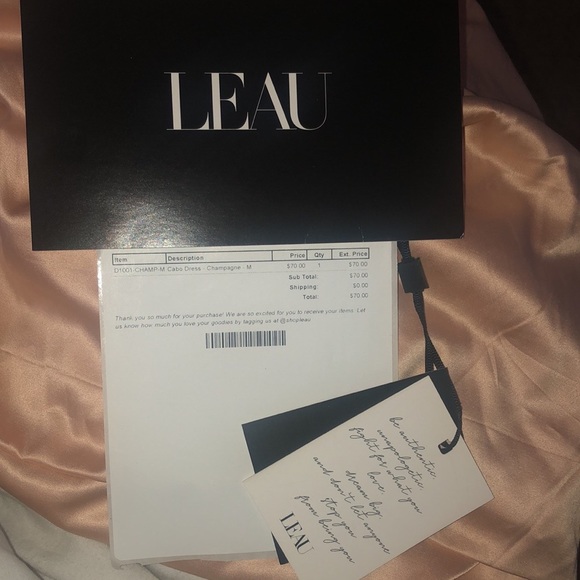 LEAU
Item Description Price Qty Ext. Price
D1001-CHAMP-M Cabo Dress - Champagne - M $70.00 1 $70.00
Sub Total: $70.00
Shipping: $0.00
Total: $70.00
Thank you so much for your purchase! We are so excited for you to receive your items. Let
us know how much you love your goodies by tagging us at @shopleau
be authentic,
unapologetic,
fight for what you
love
dream big
and don't let anyone
stop you
from being you
LEAU